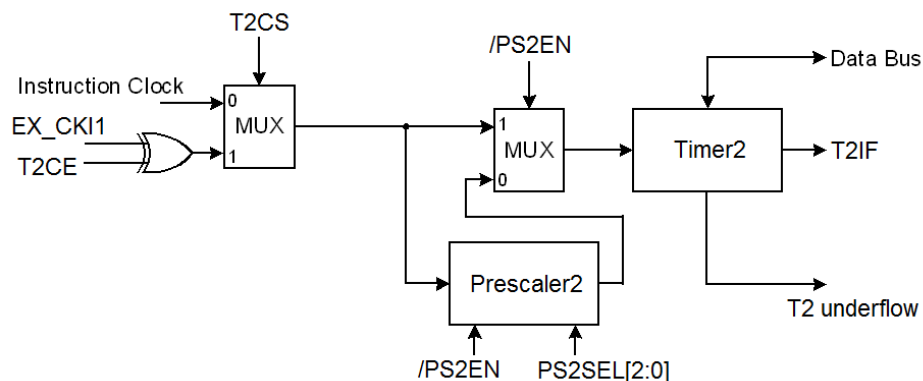 T2CS
/PS2EN
Instruction Clock
0
MUX
EX_CKI1
T2CE
1
1
MUX
0
Timer2
Data Bus
T2IF
Prescaler2
T2 underflow
/PS2EN
PS2SEL[2:0]